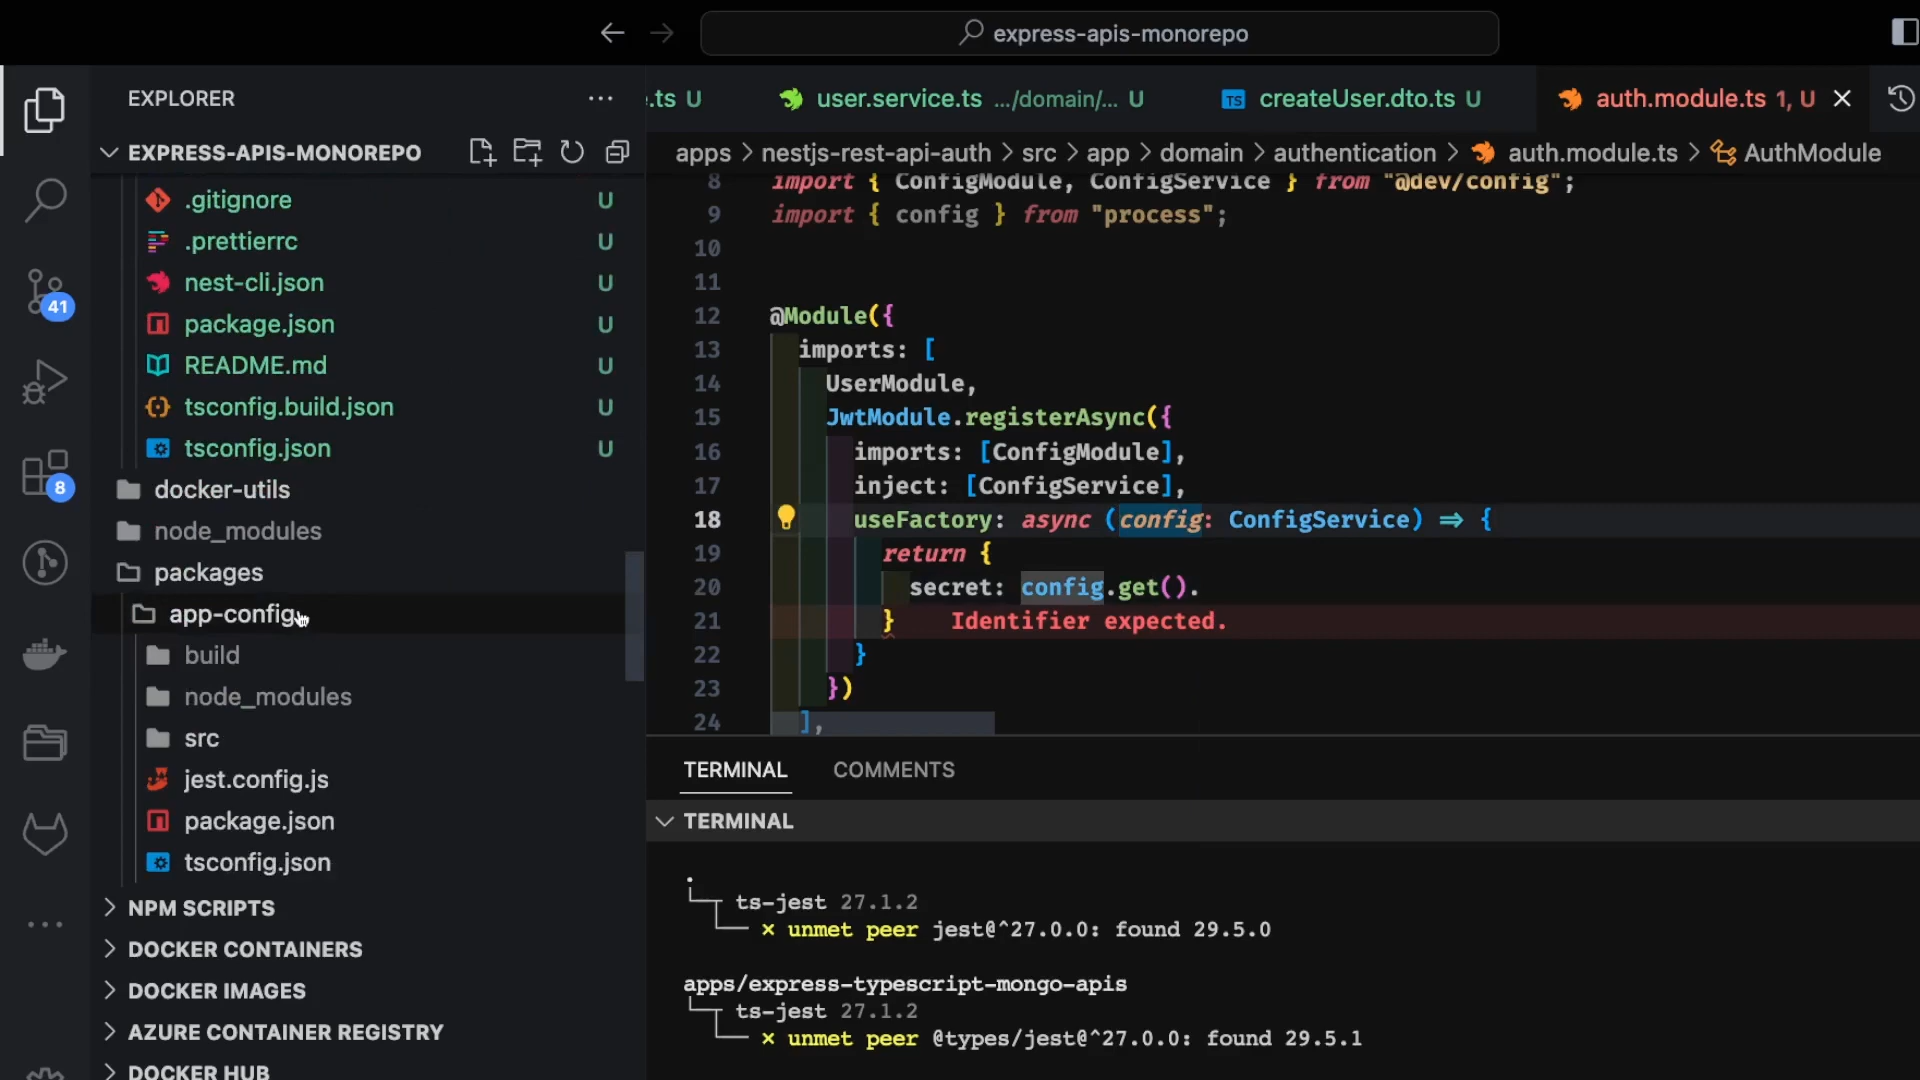 express-apis-monorepo
EXPLORER
.ts U
user.service.ts .../domain/... U
createUser.dto.ts U
auth.module.ts 1, U
EXPRESS-APIS-MONOREPO
apps > nestjs-rest-api-auth > src > app > domain > authentication > auth.module.ts > AuthModule
.gitignore U
.prettierrc U
nest-cli.json U
package.json U
README.md U
tsconfig.build.json U
tsconfig.json U
docker-utils
node_modules
packages
app-config
build
node_modules
src
jest.config.js
package.json
tsconfig.json
NPM SCRIPTS
DOCKER CONTAINERS
DOCKER IMAGES
AZURE CONTAINER REGISTRY
DOCKER HUB
41
8
8 import { ConfigModule, ConfigService } from "@dev/config";
9 import { config } from "process";
10
11
12 @Module({
13 imports: [
14 UserModule,
15 JwtModule.registerAsync({
16 imports: [ConfigModule],
17 inject: [ConfigService],
18 useFactory: async (config: ConfigService) ⇒ {
19 return {
20 secret: config.get().
21 } Identifier expected.
22 }
23 })
24 ],
TERMINAL COMMENTS
TERMINAL
.
└─┬ ts-jest 27.1.2
└── × unmet peer jest@^27.0.0: found 29.5.0
apps/express-typescript-mongo-apis
└─┬ ts-jest 27.1.2
└── × unmet peer @types/jest@^27.0.0: found 29.5.1